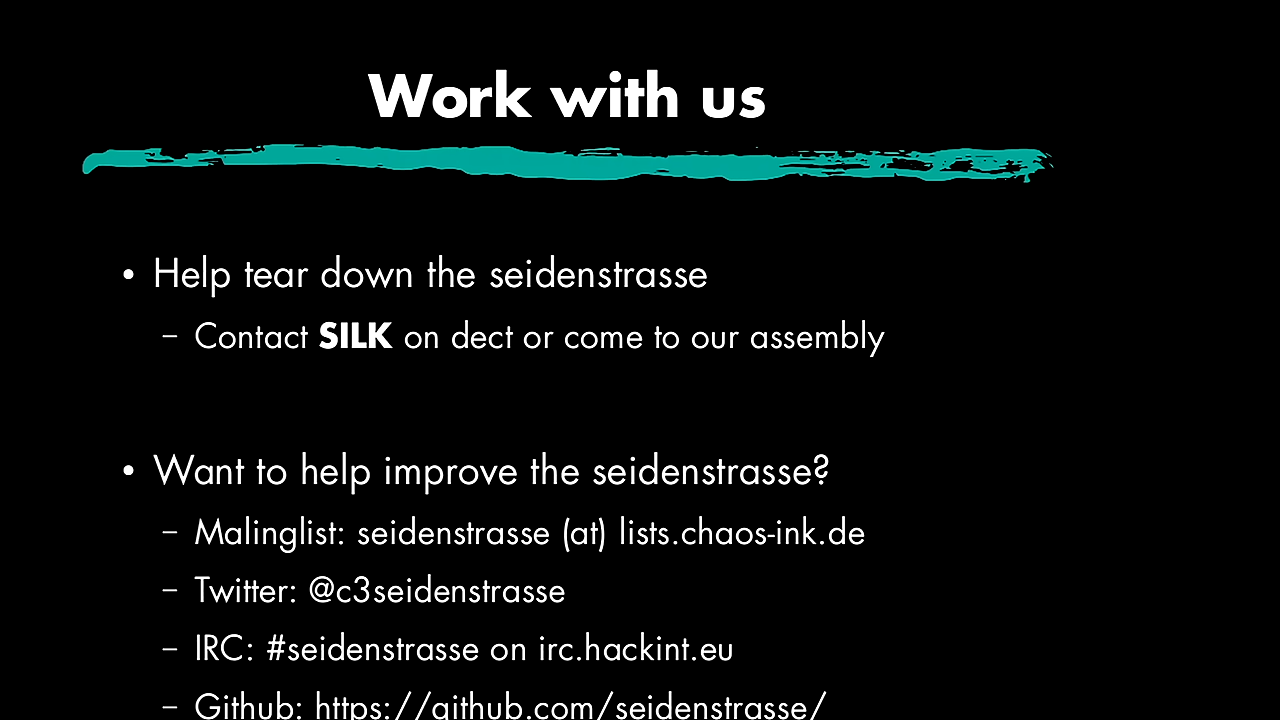 Work with us
• Help tear down the seidenstrasse
– Contact SILK on dect or come to our assembly
• Want to help improve the seidenstrasse?
– Malinglist: seidenstrasse (at) lists.chaos-ink.de
– Twitter: @c3seidenstrasse
– IRC: #seidenstrasse on irc.hackint.eu
– Github: https://github.com/seidenstrasse/